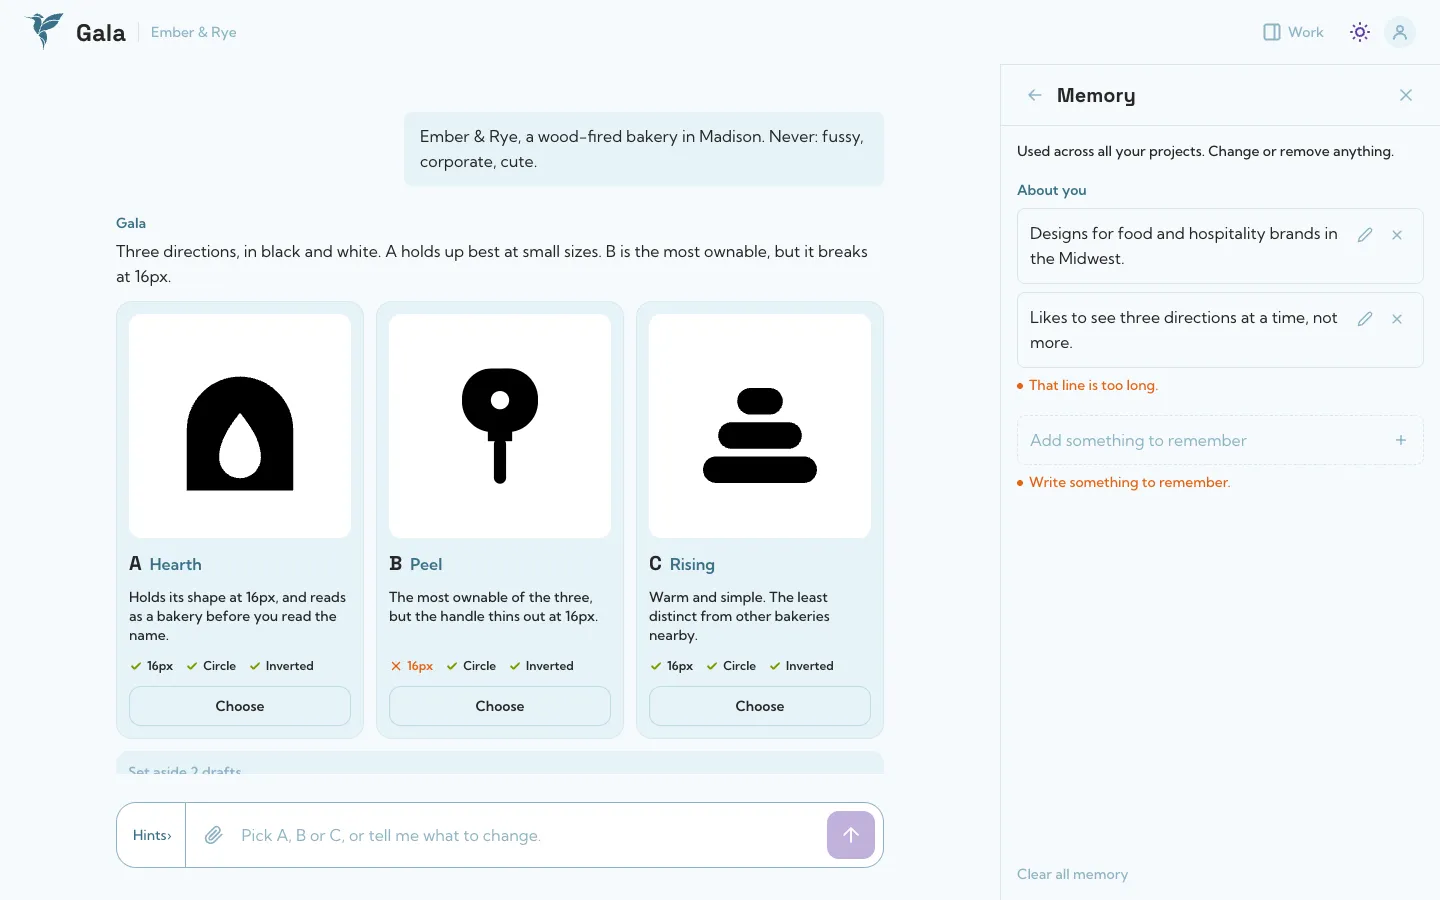 Gala
Ember & Rye
Work
Ember & Rye, a wood-fired bakery in Madison. Never: fussy,
corporate, cute.
Gala
Three directions, in black and white. A holds up best at small sizes. B is the most ownable, but it breaks
at 16px.
A Hearth
Holds its shape at 16px, and reads
as a bakery before you read the
name.
16px Circle Inverted
Choose
B Peel
The most ownable of the three,
but the handle thins out at 16px.
16px Circle Inverted
Choose
C Rising
Warm and simple. The least
distinct from other bakeries
nearby.
16px Circle Inverted
Choose
Set aside 2 drafts
Hints›
Pick A, B or C, or tell me what to change.
Memory
Used across all your projects. Change or remove anything.
About you
Designs for food and hospitality brands in
the Midwest.
Likes to see three directions at a time, not
more.
That line is too long.
Add something to remember
Write something to remember.
Clear all memory